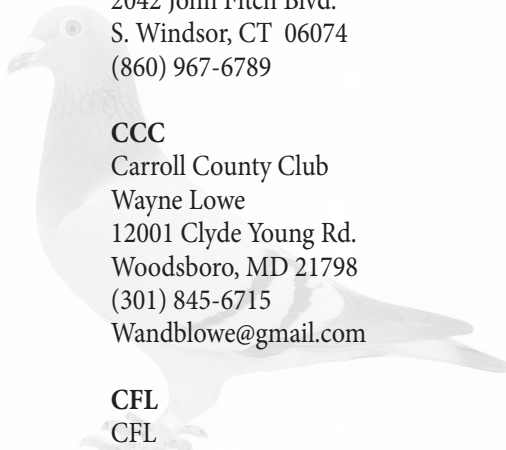 2042 John Fitch Blvd.
S. Windsor, CT 06074
(860) 967-6789
CCC
Carroll County Club
Wayne Lowe
12001 Clyde Young Rd.
Woodsboro, MD 21798
(301) 845-6715
Wandblowe@gmail.com
CFL
CFL